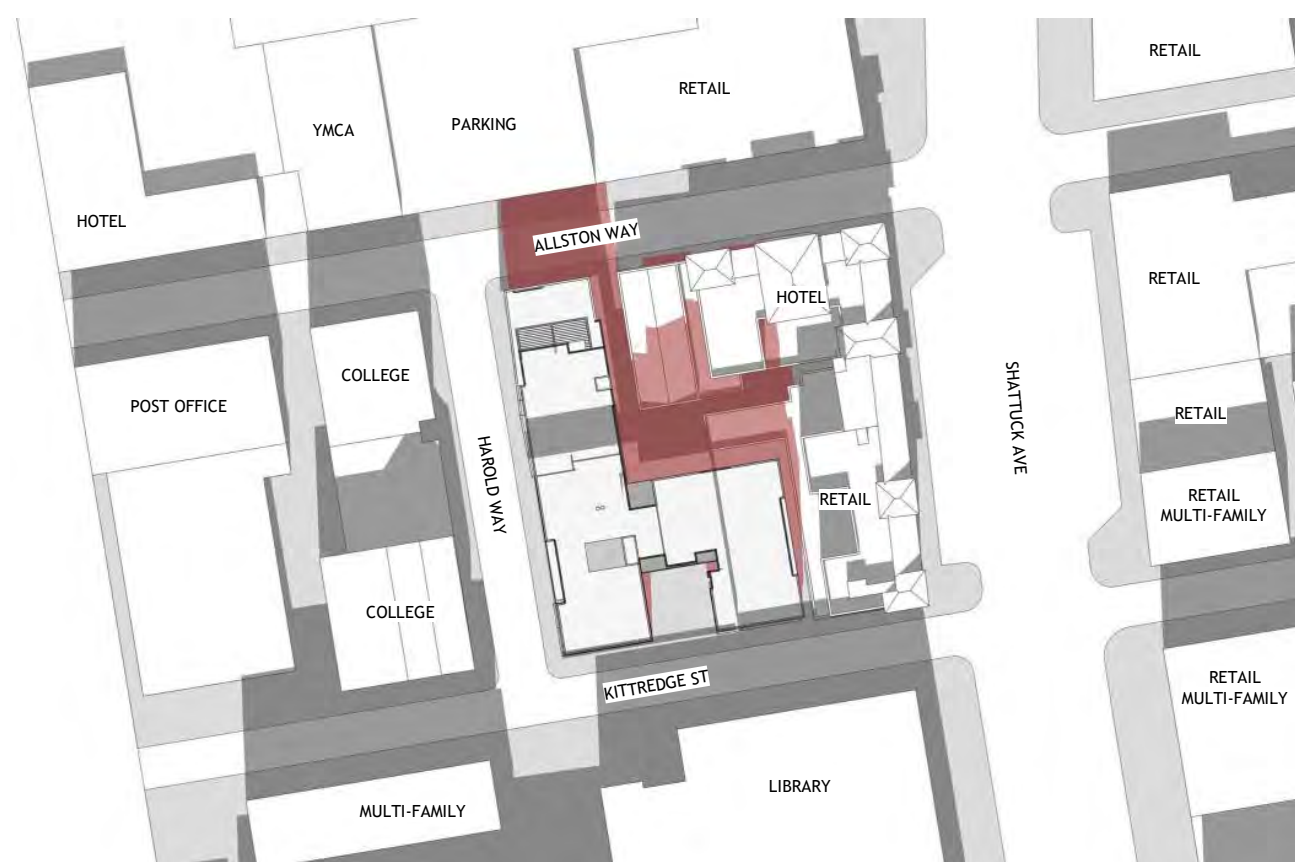 RETAIL
RETAIL
YMCA
PARKING
HOTEL
ALLSTON WAY
HOTEL
RETAIL
COLLEGE
POST OFFICE
SHATTUCK AVE
RETAIL
HAROLD WAY
RETAIL
RETAIL
MULTI-FAMILY
COLLEGE
KITTREDGE ST
RETAIL
MULTI-FAMILY
LIBRARY
MULTI-FAMILY